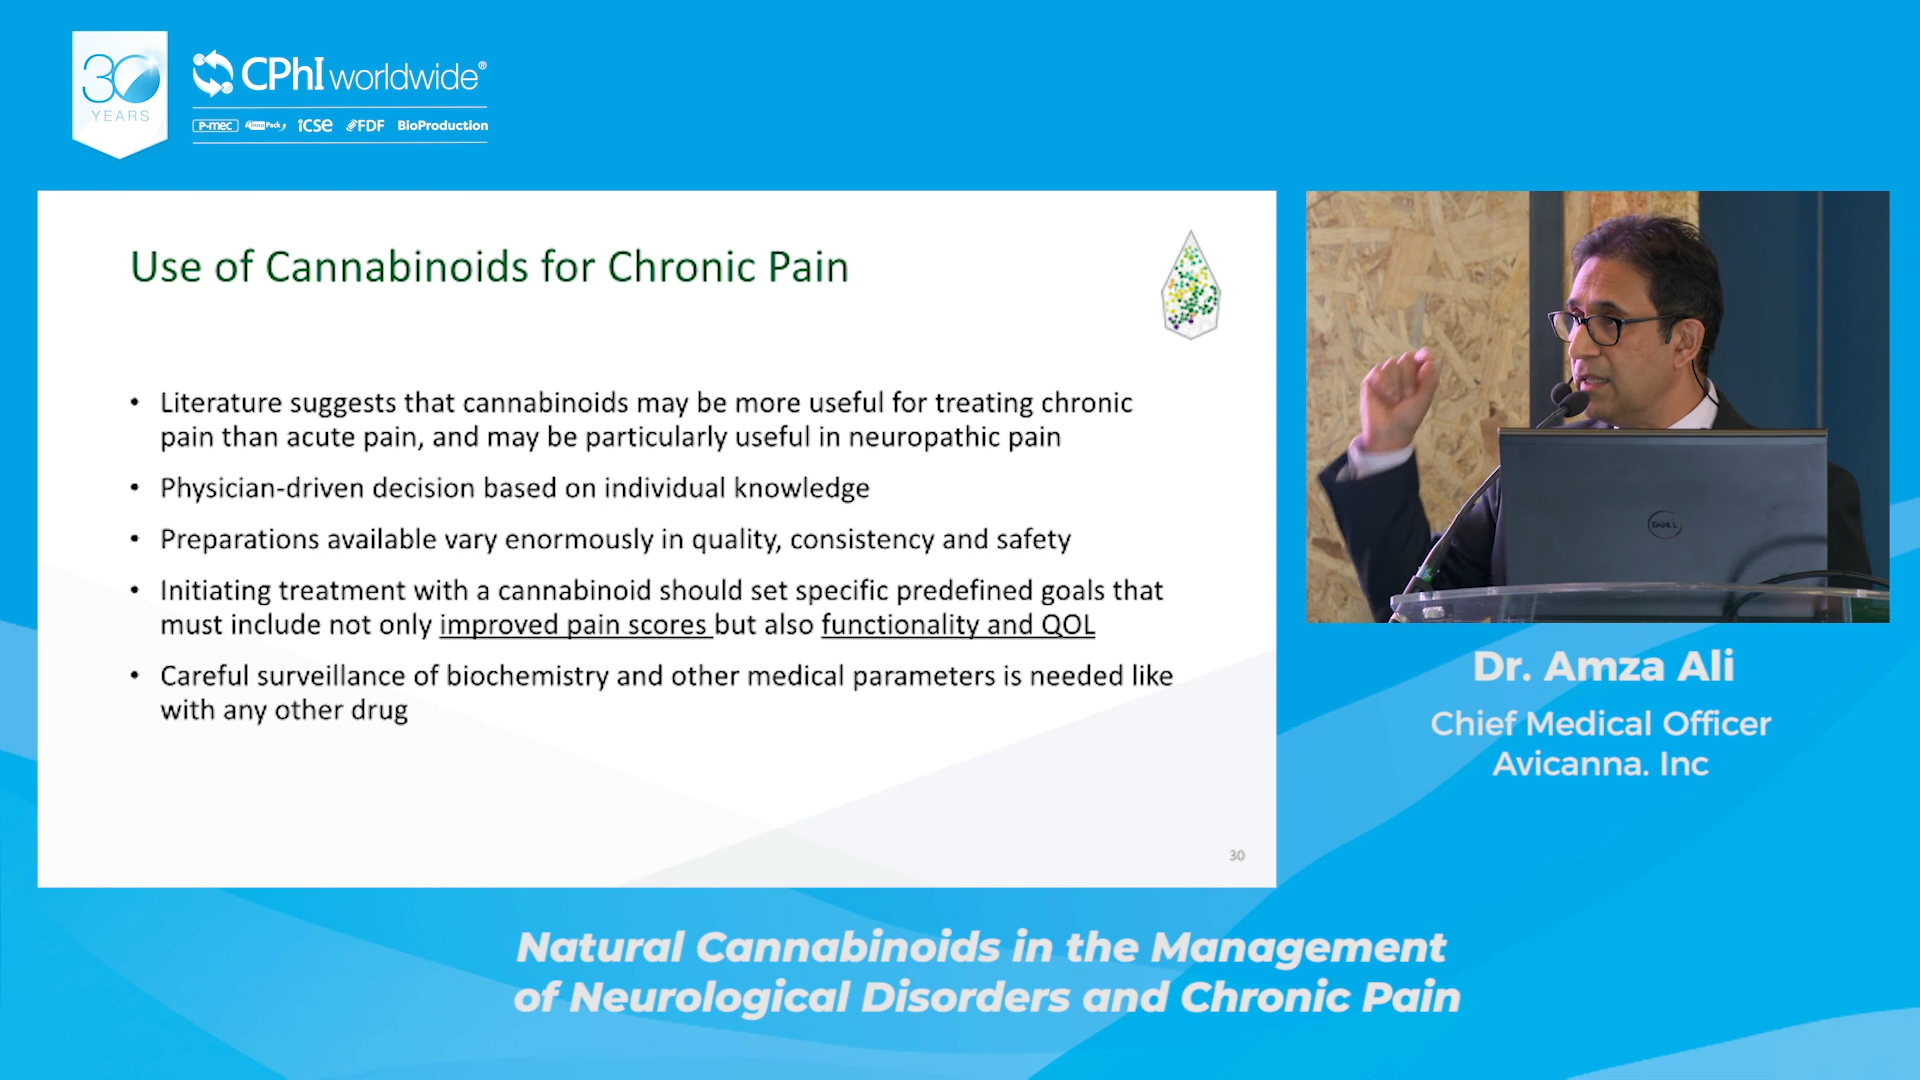 30
YEARS
CPhI worldwide®
P-mec InnoPack iCSE FDF BioProduction
Use of Cannabinoids for Chronic Pain
• Literature suggests that cannabinoids may be more useful for treating chronic
pain than acute pain, and may be particularly useful in neuropathic pain
• Physician-driven decision based on individual knowledge
• Preparations available vary enormously in quality, consistency and safety
• Initiating treatment with a cannabinoid should set specific predefined goals that
must include not only improved pain scores but also functionality and QOL
• Careful surveillance of biochemistry and other medical parameters is needed like
with any other drug
30
DELL
Dr. Amza Ali
Chief Medical Officer
Avicanna. Inc
Natural Cannabinoids in the Management
of Neurological Disorders and Chronic Pain